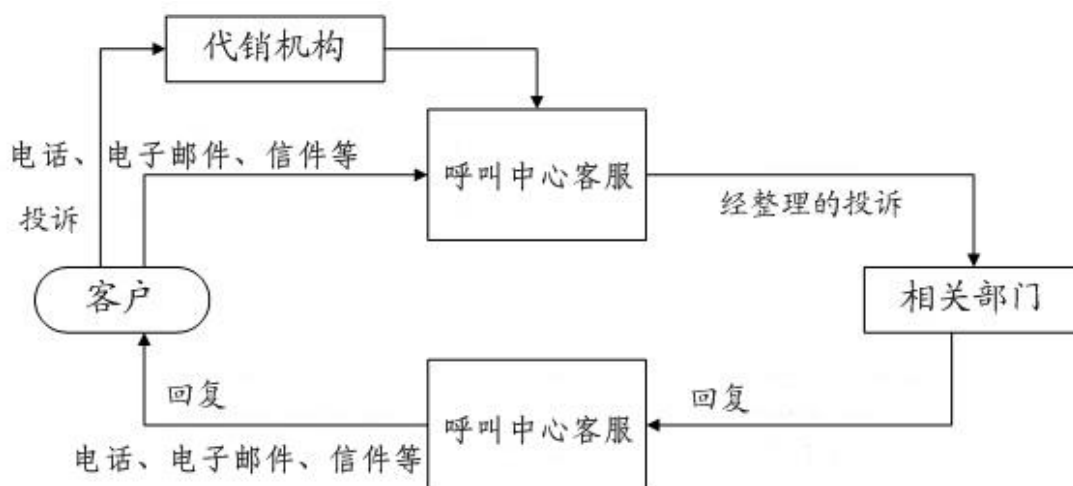 代销机构
电话、电子邮件、信件等
呼叫中心客服
投诉
经整理的投诉
客户
相关部门
回复
回复
呼叫中心客服
电话、电子邮件、信件等